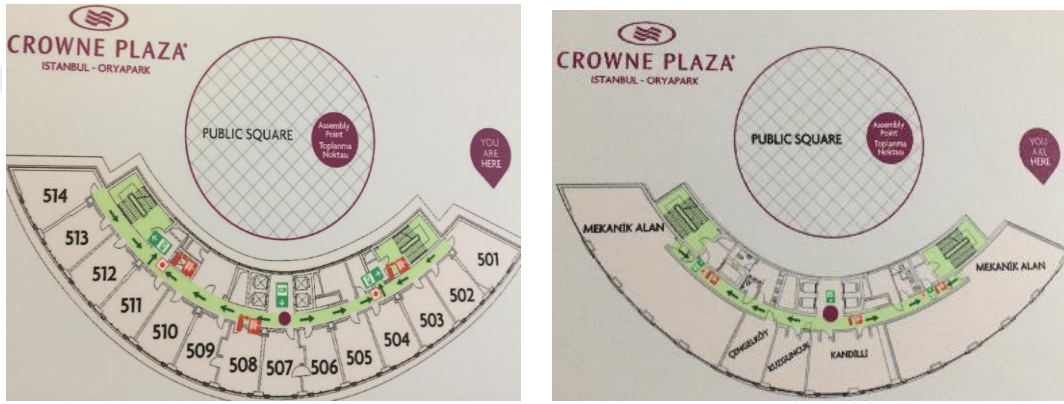 CROWNE PLAZA
ISTANBUL - ORYAPARK
PUBLIC SQUARE
Assembly
Point
Toplanma
Noktası
YOU
ARE
HERE
514
513
512
511
510
509
508
507
506
505
504
503
502
501
CROWNE PLAZA
ISTANBUL - ORYAPARK
PUBLIC SQUARE
Assembly
Point
Toplanma
Noktası
YOU
ARE
HERE
MEKANİK ALAN
MEKANİK ALAN
ÇENGELKÖY
KUZGUNCUK
KANDİLLİ